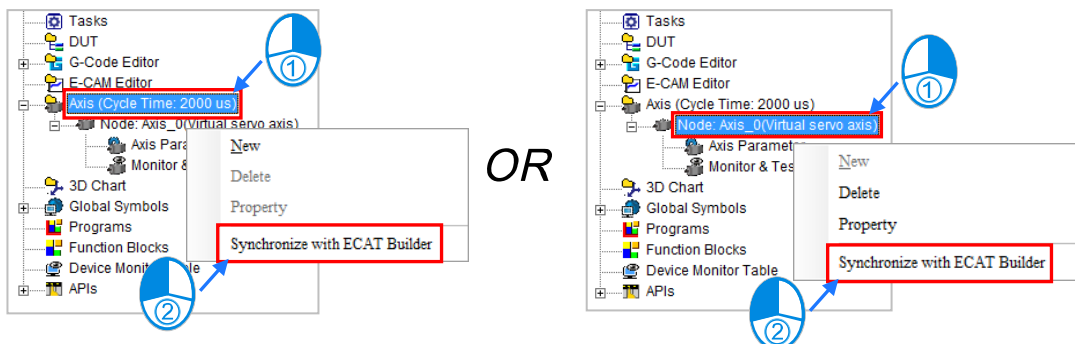 Tasks
DUT
G-Code Editor
E-CAM Editor
Axis (Cycle Time: 2000 us)
Node: Axis_0(Virtual servo axis)
Axis Para
Monitor &
3D Chart
Global Symbols
Programs
Function Blocks
Device Monit le
APIs
New
Delete
Property
Synchronize with ECAT Builder
1
2
OR
Tasks
DUT
G-Code Editor
E-CAM Editor
Axis (Cycle Time: 2000 us)
Node: Axis_0(Virtual servo axis)
Axis Paramete
Monitor & Tes
3D Chart
Global Symbols
Programs
Function Blocks
Device Monitor Table
APIs
New
Delete
Property
Synchronize with ECAT Builder
1
2